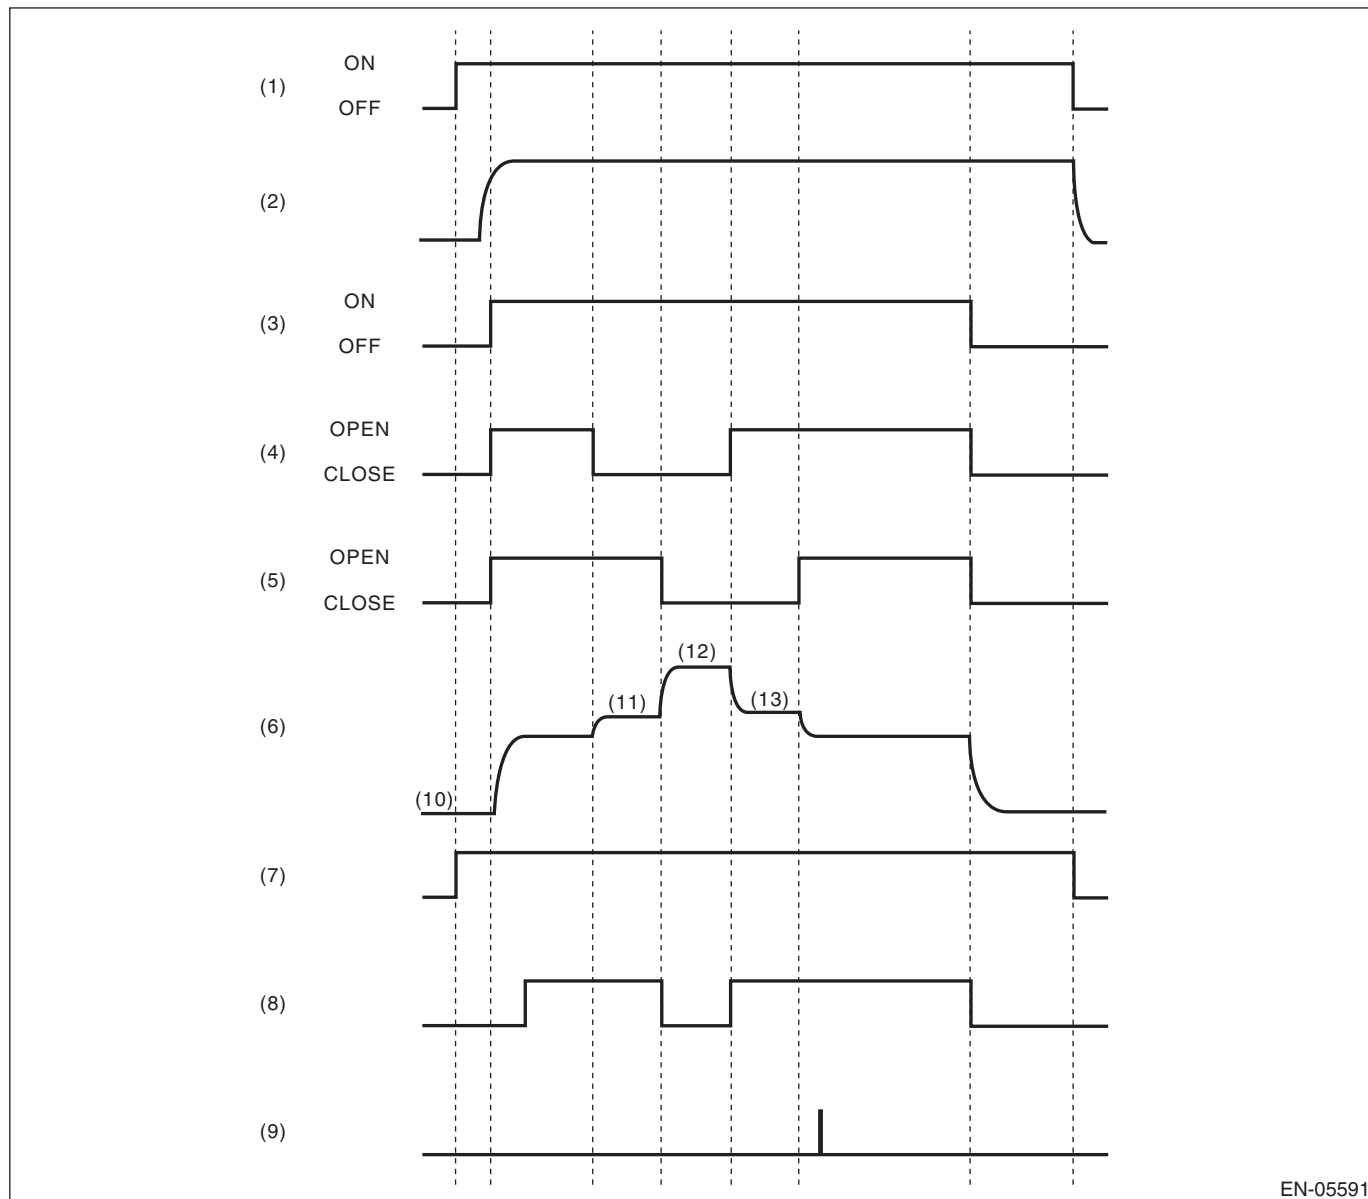 ON
(1)
OFF
(2)
ON
(3)
OFF
OPEN
(4)
CLOSE
OPEN
(5)
CLOSE
(12)
(11)
(13)
(6)
(10)
(7)
(8)
(9)
EN-05591